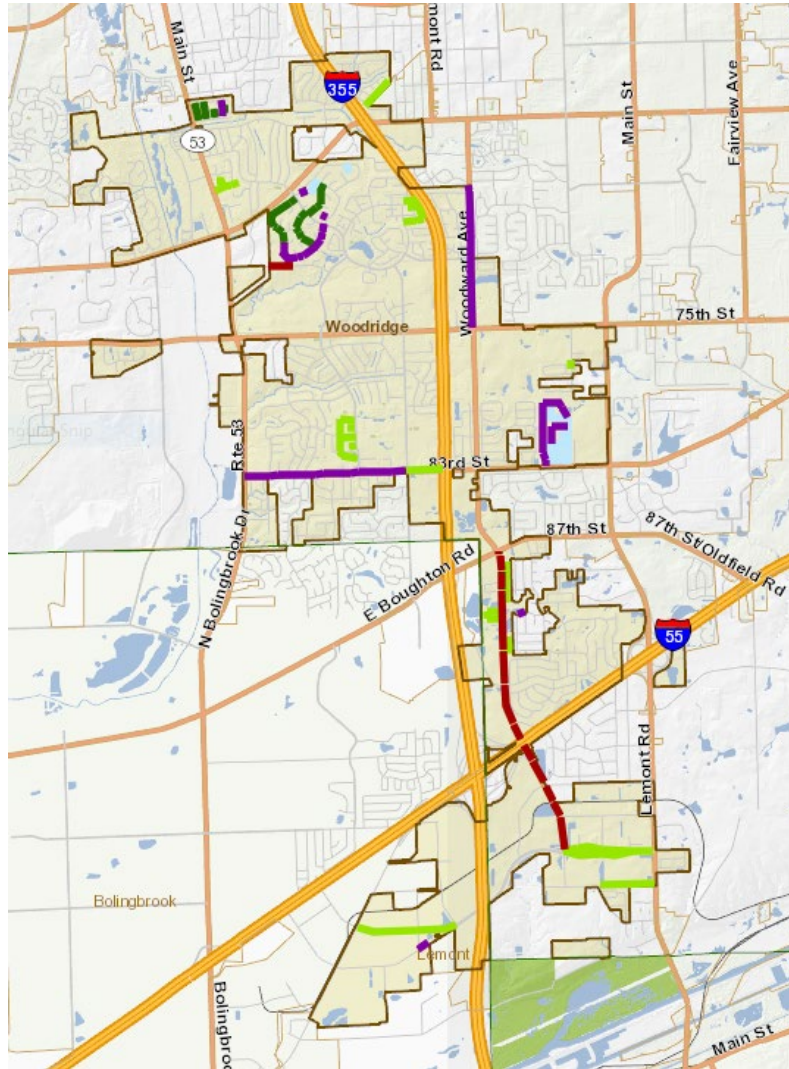 Main St
mont Rd
355
Main St
Fairview Ave
53
Woodward Ave
75th St
Woodridge
Rte 53
83rd St
87th St
87th St/Oldfield Rd
N Bolingbrook Dr
E Boughton Rd
55
Lemont Rd
Bolingbrook
Lemont
Bolingbro
Main St